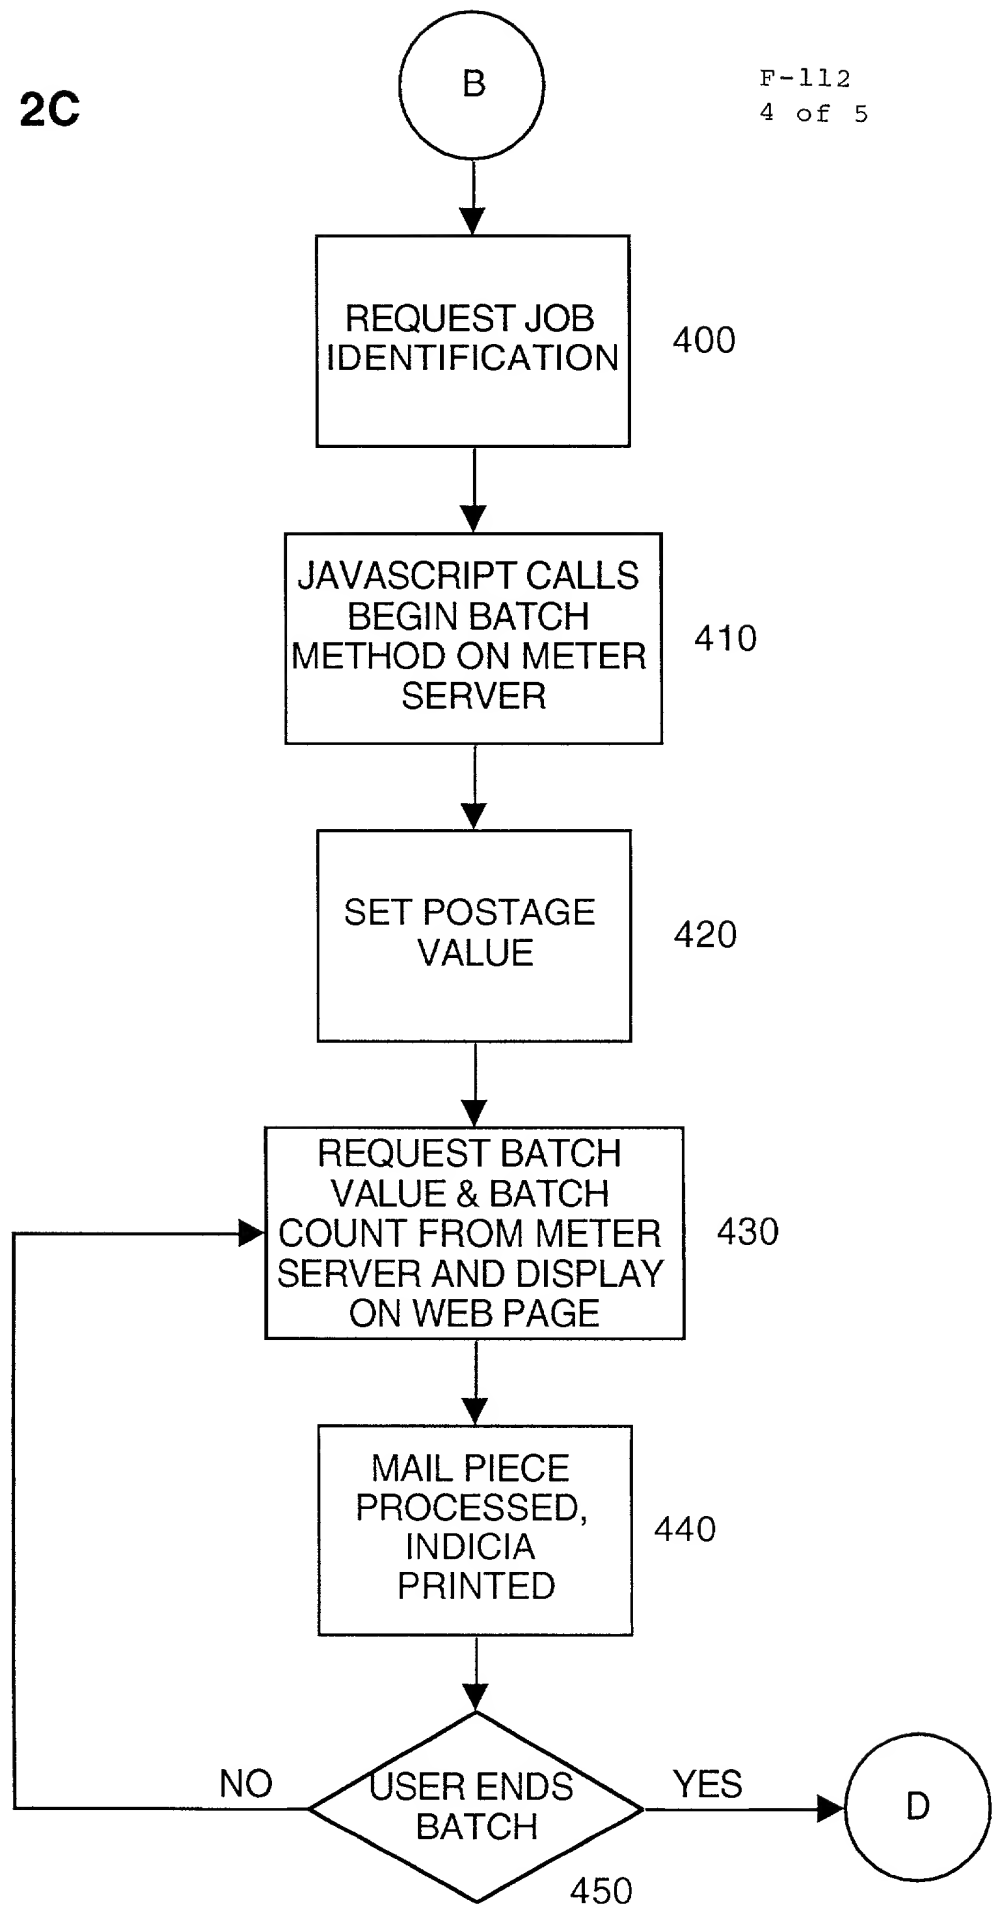 B
F-112
2C
4 of 5
REQUEST JOB
IDENTIFICATION
400
JAVASCRIPT CALLS
BEGIN BATCH
METHOD ON METER
SERVER
410
SET POSTAGE
VALUE
420
REQUEST BATCH
VALUE & BATCH
COUNT FROM METER
SERVER AND DISPLAY
ON WEB PAGE
430
MAIL PIECE
PROCESSED,
INDICIA
PRINTED
440
NO
USER ENDS
BATCH
YES
D
450